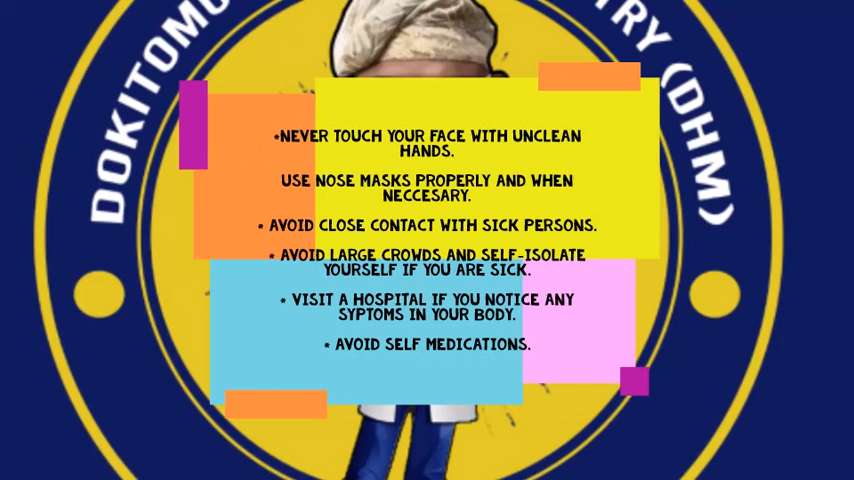 DOKITOMO
TRY (DHM)
*NEVER TOUCH YOUR FACE WITH UNCLEAN
HANDS.
USE NOSE MASKS PROPERLY AND WHEN
NECCESARY.
* AVOID CLOSE CONTACT WITH SICK PERSONS.
* AVOID LARGE CROWDS AND SELF-ISOLATE
YOURSELF IF YOU ARE SICK.
* VISIT A HOSPITAL IF YOU NOTICE ANY
SYPTOMS IN YOUR BODY.
* AVOID SELF MEDICATIONS.